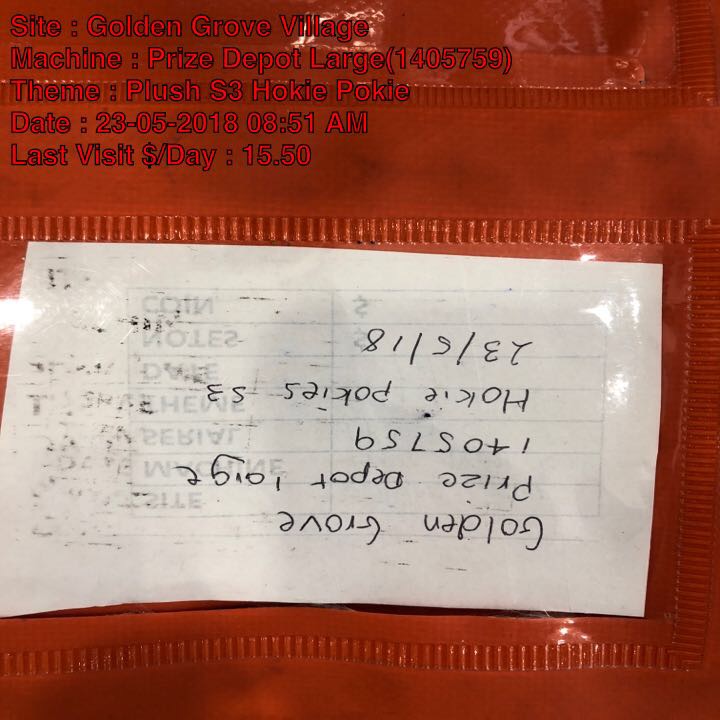 Site : Golden Grove Village
Machine : Prize Depot Large(1405759)
Theme : Plush S3 Hokie Pokie
Date : 23-05-2018 08:51 AM
Last Visit $/Day : 15.50
Golden Grove
Prize Depot large
1405759
Hokie pokies S3
23/5/18
SITE
MACHINE
SERIAL
THEME
DATE
NOTES
COIN $